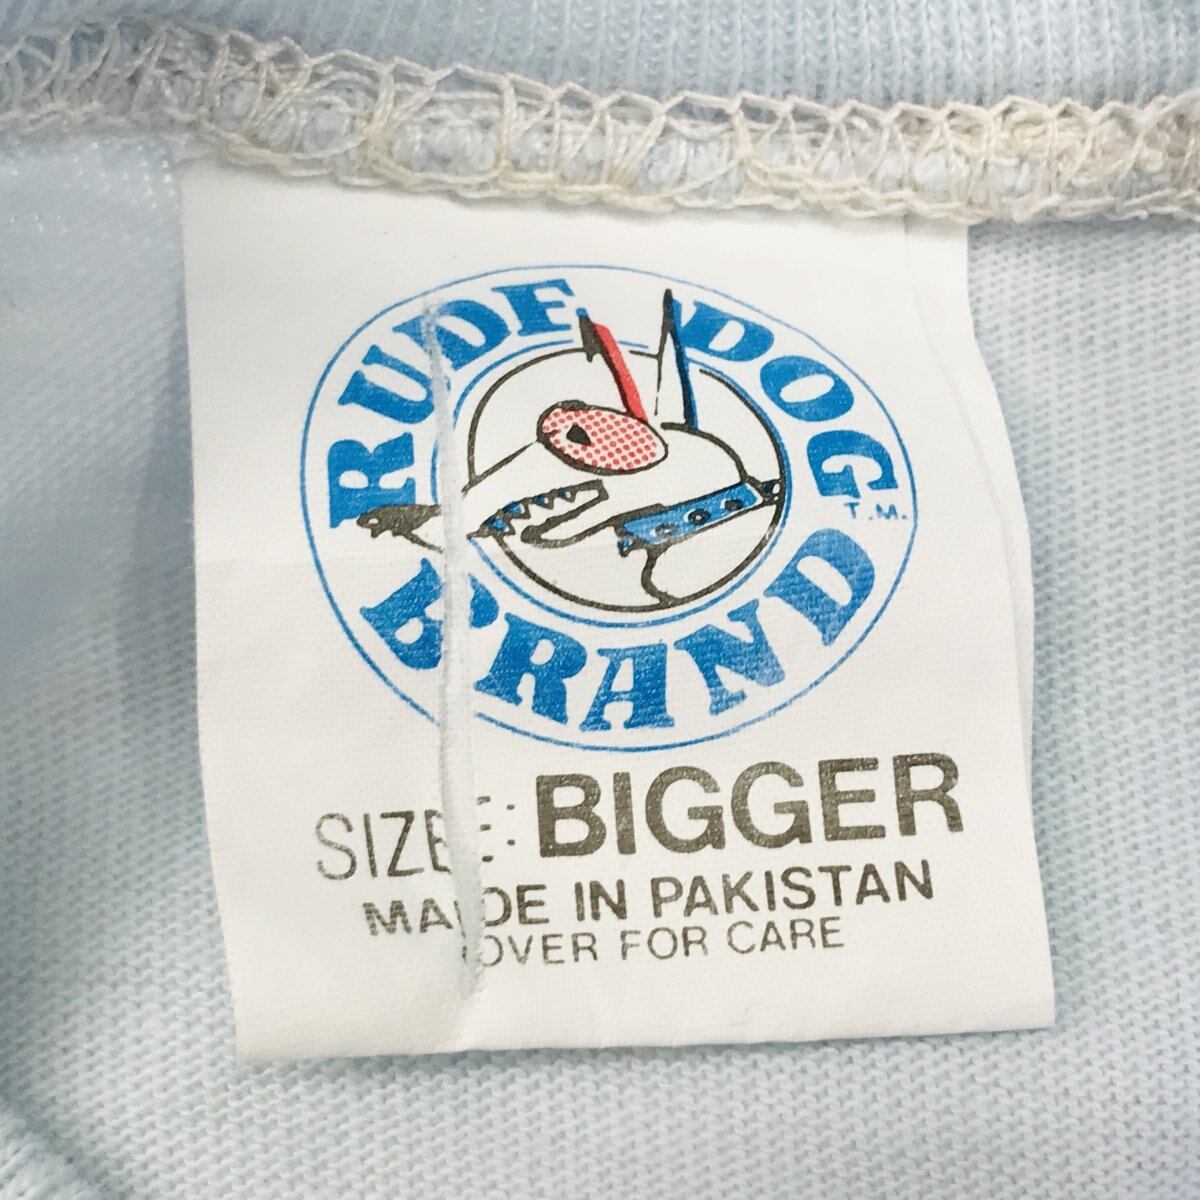 RUDE DOG
T.M.
BRAND
SIZE: BIGGER
MADE IN PAKISTAN
OVER FOR CARE